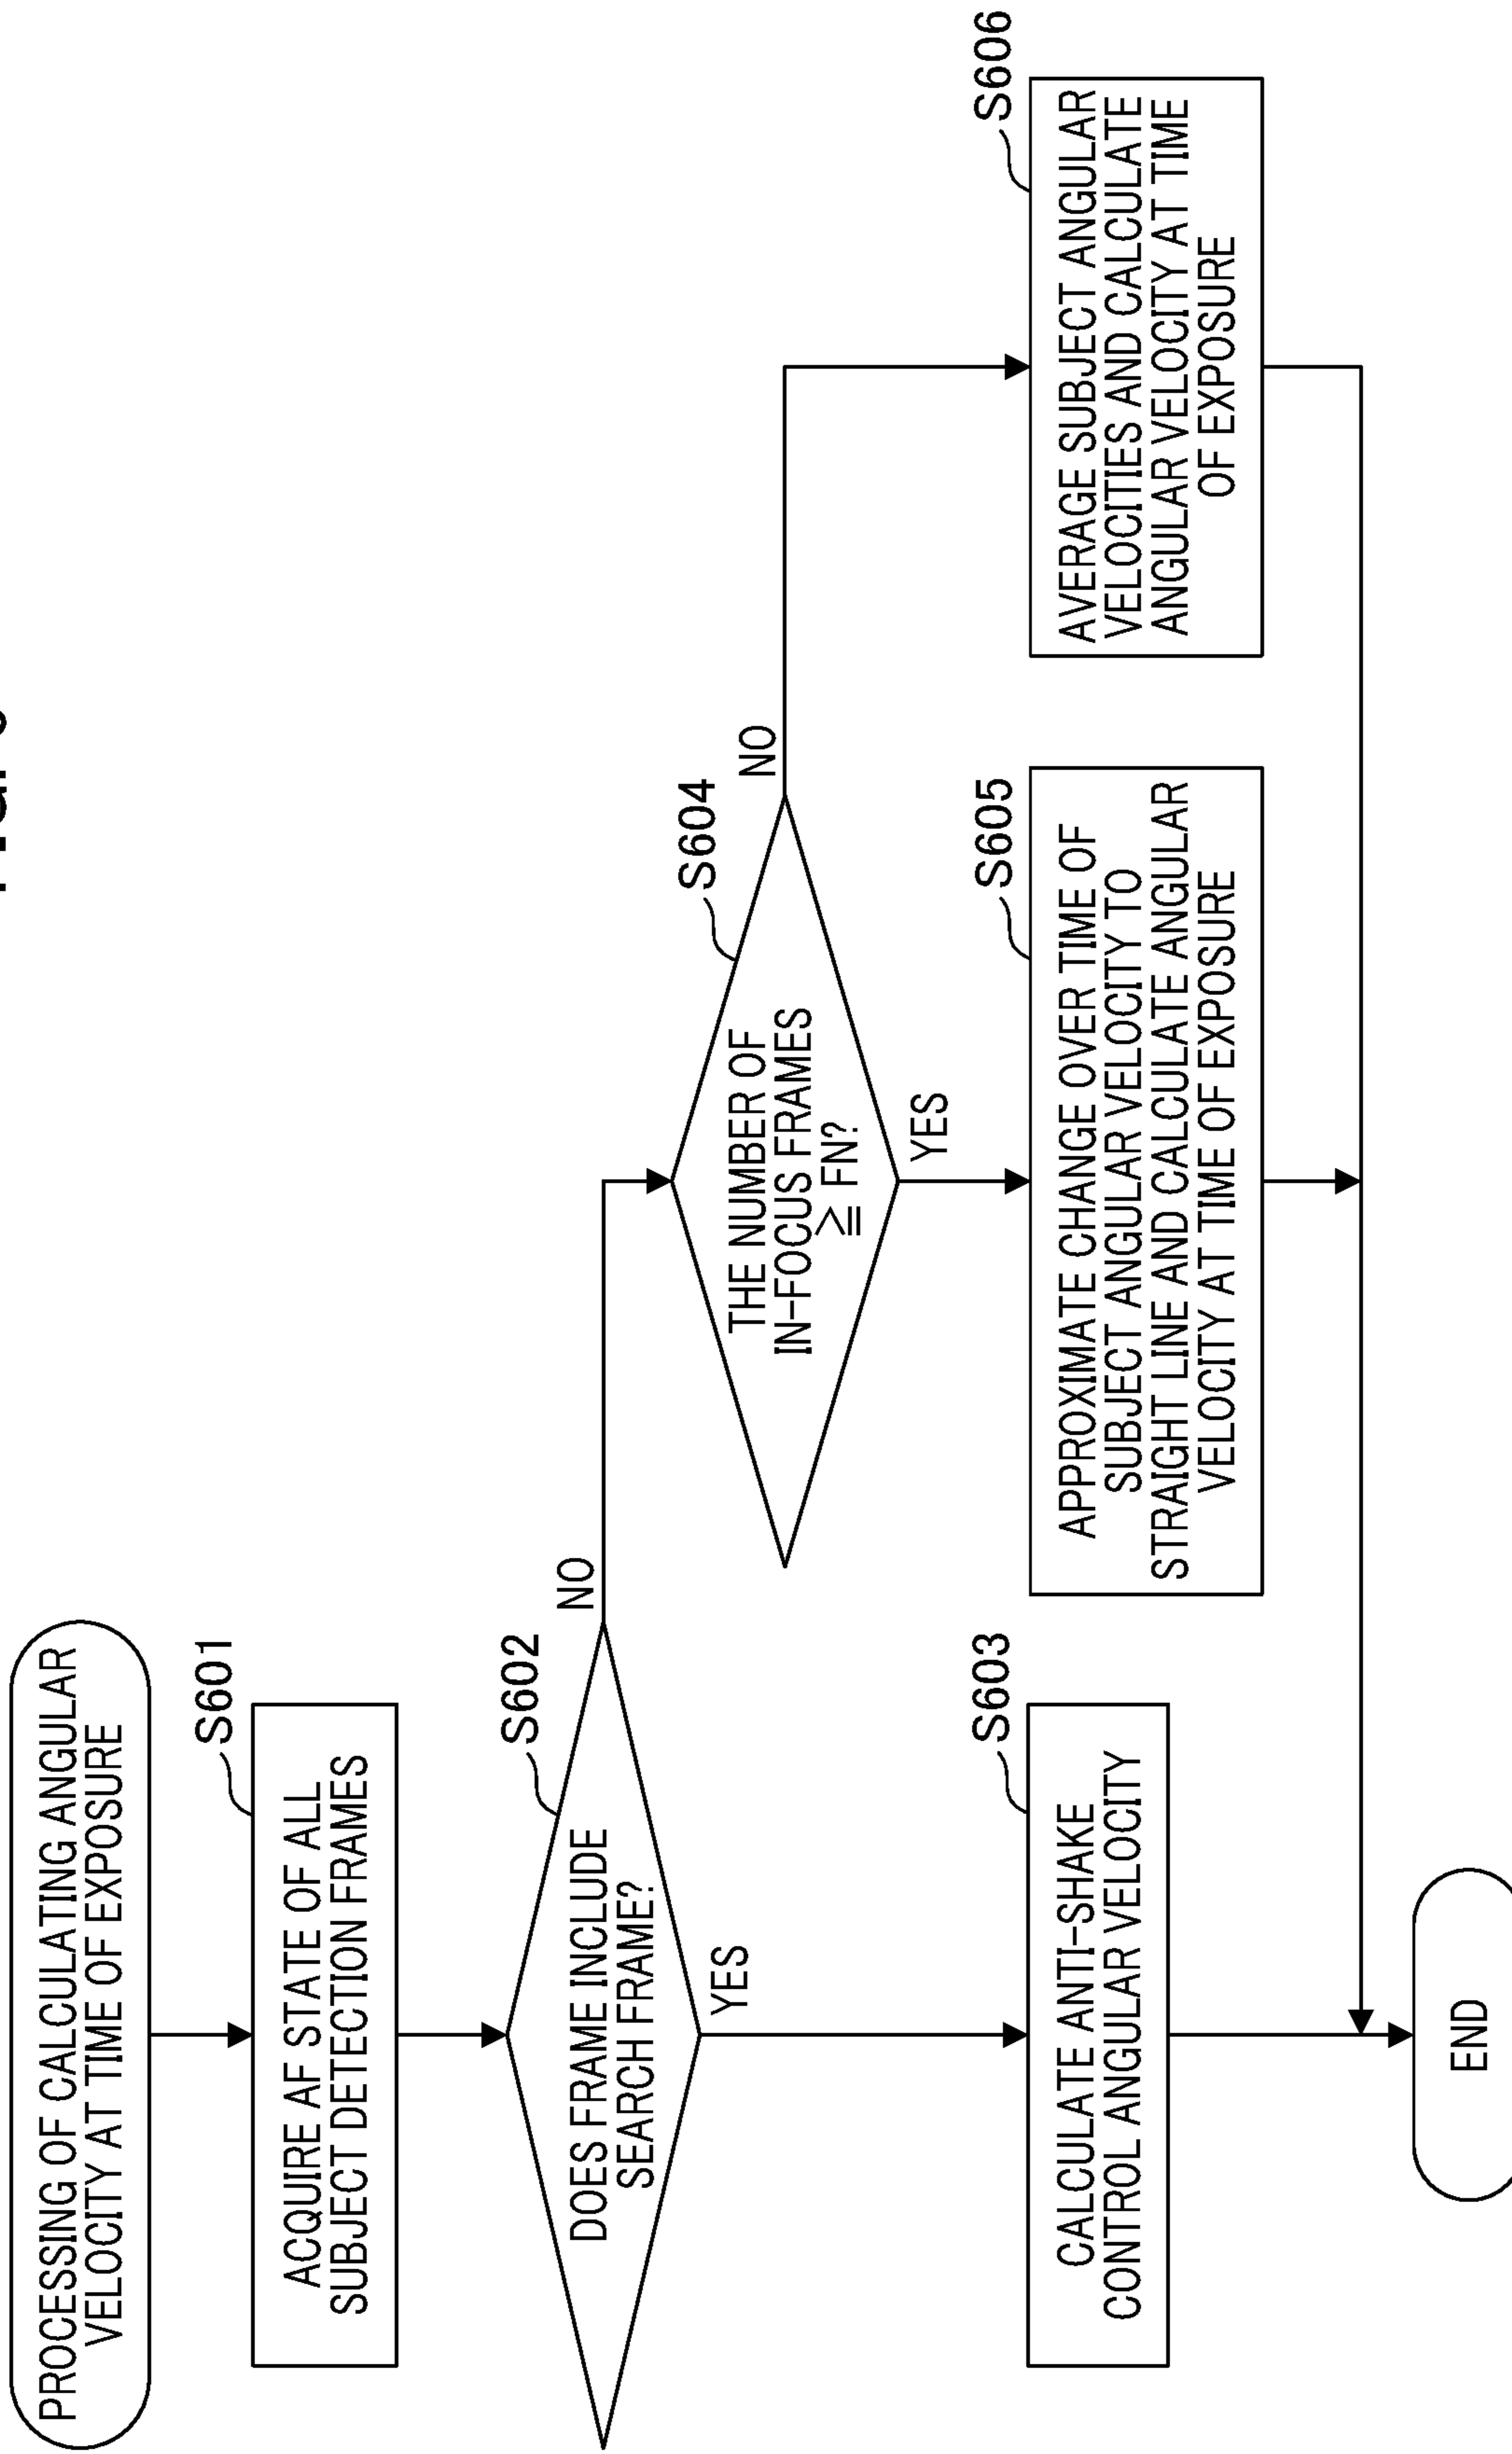 PROCESSING OF CALCULATING ANGULAR
VELOCITY AT TIME OF EXPOSURE
S601
ACQUIRE AF STATE OF ALL
SUBJECT DETECTION FRAMES
S602
DOES FRAME INCLUDE
SEARCH FRAME?
NO
YES
S603
CALCULATE ANTI-SHAKE
CONTROL ANGULAR VELOCITY
S604
THE NUMBER OF
IN-FOCUS FRAMES
≧ FN?
NO
YES
S605
APPROXIMATE CHANGE OVER TIME OF
SUBJECT ANGULAR VELOCITY TO
STRAIGHT LINE AND CALCULATE ANGULAR
VELOCITY AT TIME OF EXPOSURE
S606
AVERAGE SUBJECT ANGULAR
VELOCITIES AND CALCULATE
ANGULAR VELOCITY AT TIME
OF EXPOSURE
END